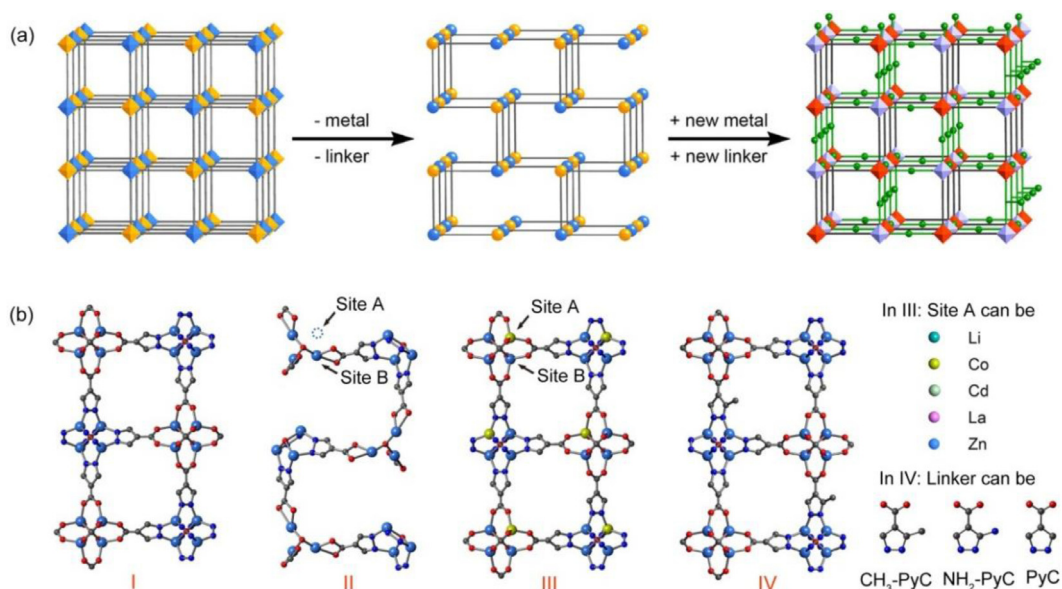 (a)
- metal
- linker
+ new metal
+ new linker
(b)
Site A
Site B
Site A
Site B
In III: Site A can be
Li
Co
Cd
La
Zn
In IV: Linker can be
CH₃-PyC NH₂-PyC PyC
I II III IV